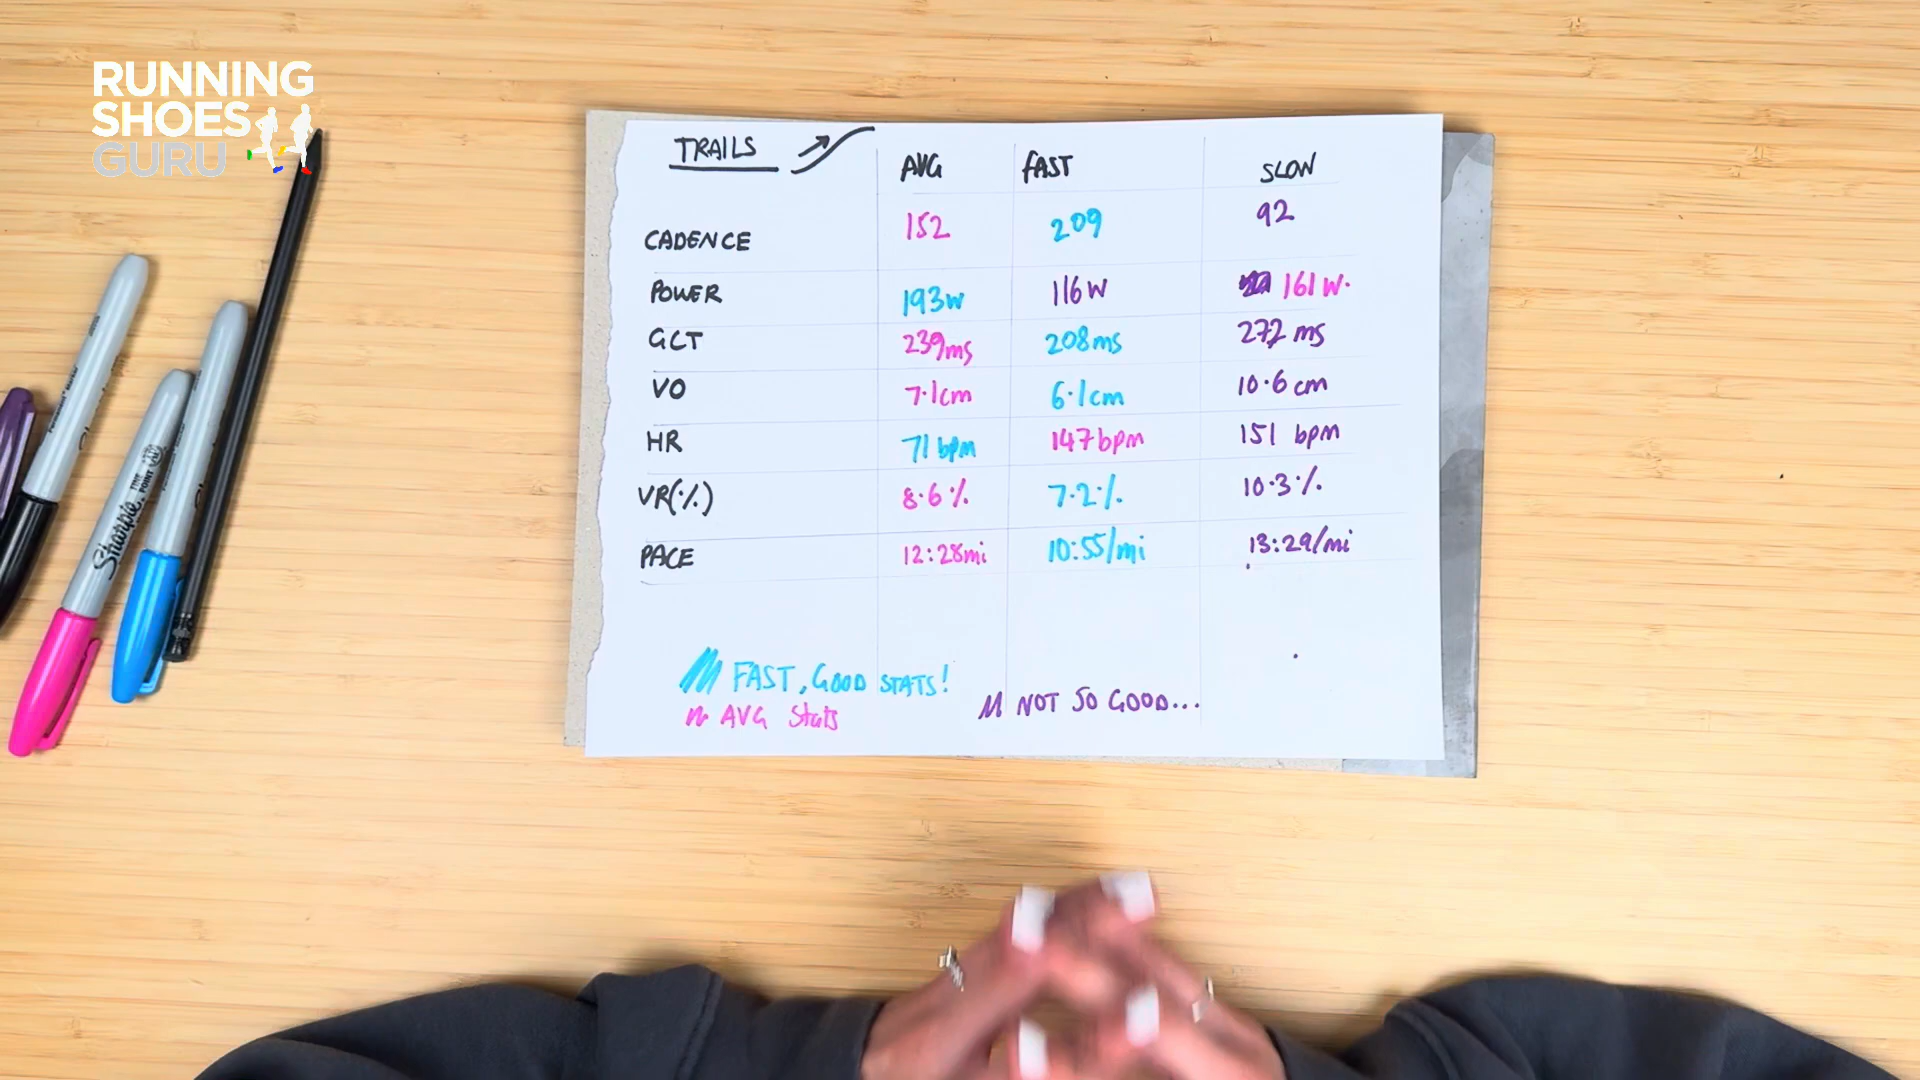 RUNNING
SHOES
GURU
TRAILS AVG FAST SLOW
CADENCE 152 209 92
POWER 193W 116W 161W.
GCT 239ms 208ms 272 ms
VO 7.1cm 6.1cm 10.6 cm
HR 71 bpm 147bpm 151 bpm
VR(%) 8.6% 7.2% 10.3%
PACE 12:28mi 10:55/mi 13:29/mi
FAST, GOOD STATS!
AVG Stats
NOT SO GOOD...
Sharpie
FINE POINT